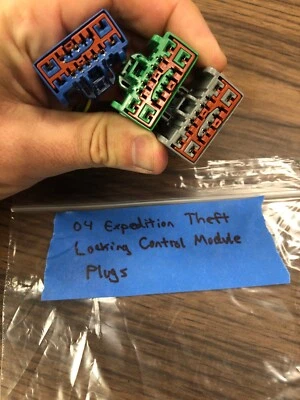 04 Expedition Theft
Locking Control Module
Plugs